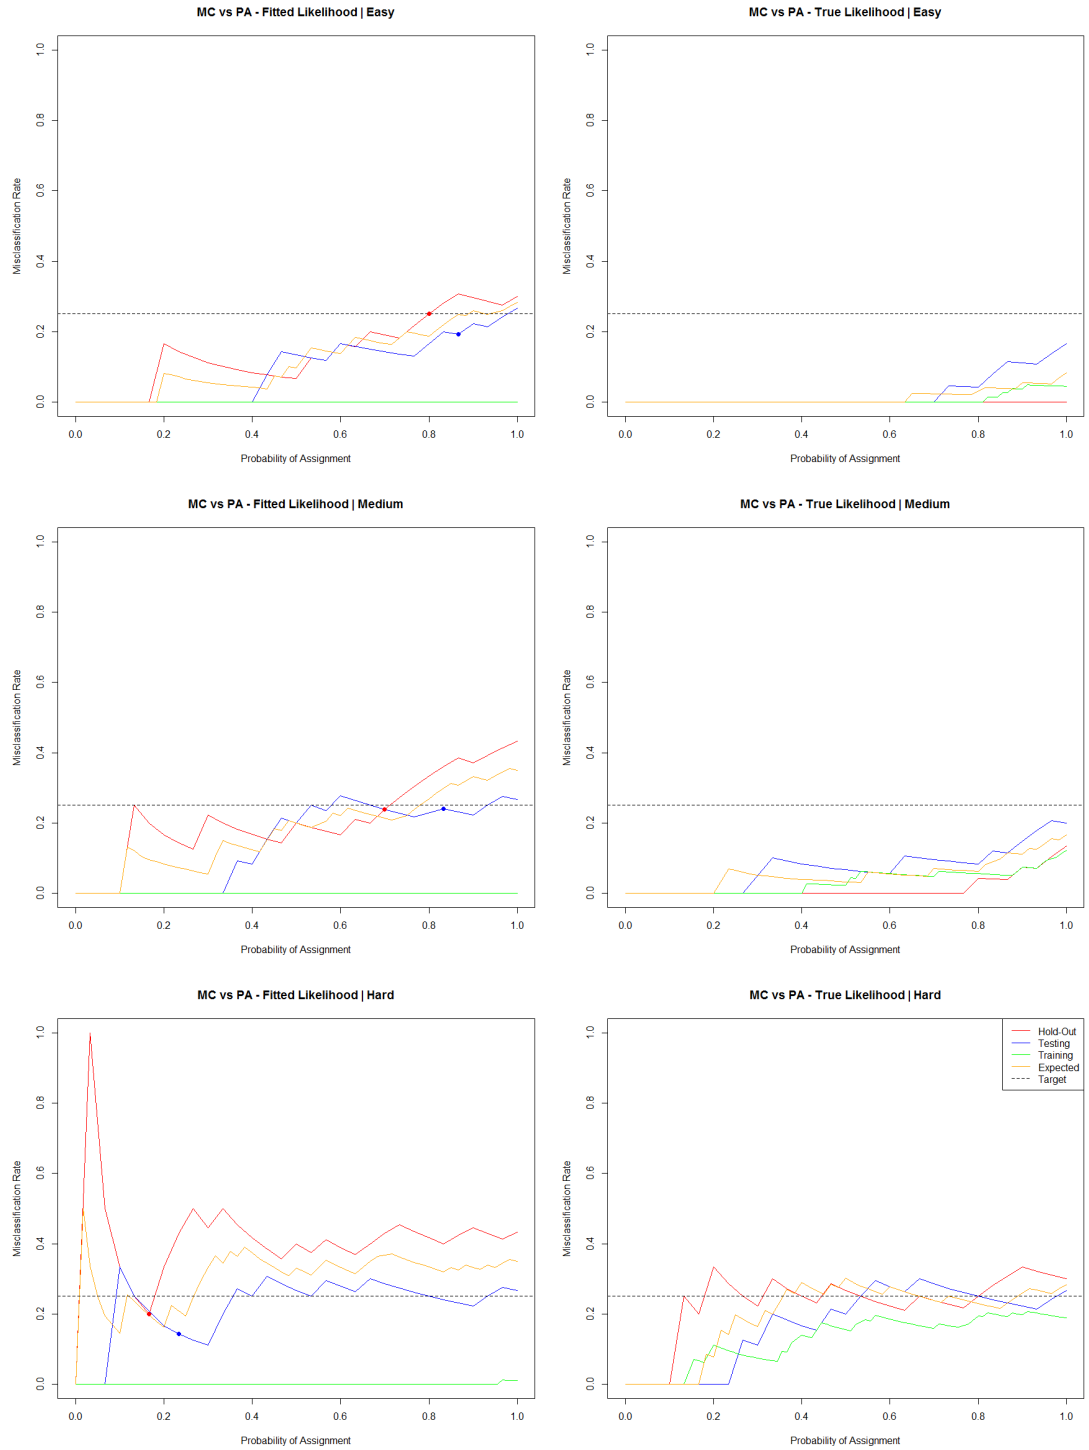 MC vs PA - Fitted Likelihood | Easy
Misclassification Rate
0.0 0.2 0.4 0.6 0.8 1.0
0.0 0.2 0.4 0.6 0.8 1.0
Probability of Assignment
MC vs PA - True Likelihood | Easy
Misclassification Rate
0.0 0.2 0.4 0.6 0.8 1.0
0.0 0.2 0.4 0.6 0.8 1.0
Probability of Assignment
MC vs PA - Fitted Likelihood | Medium
Misclassification Rate
0.0 0.2 0.4 0.6 0.8 1.0
0.0 0.2 0.4 0.6 0.8 1.0
Probability of Assignment
MC vs PA - True Likelihood | Medium
Misclassification Rate
0.0 0.2 0.4 0.6 0.8 1.0
0.0 0.2 0.4 0.6 0.8 1.0
Probability of Assignment
MC vs PA - Fitted Likelihood | Hard
Misclassification Rate
0.0 0.2 0.4 0.6 0.8 1.0
0.0 0.2 0.4 0.6 0.8 1.0
Probability of Assignment
MC vs PA - True Likelihood | Hard
Misclassification Rate
0.0 0.2 0.4 0.6 0.8 1.0
Hold-Out
Testing
Training
Expected
Target
0.0 0.2 0.4 0.6 0.8 1.0
Probability of Assignment